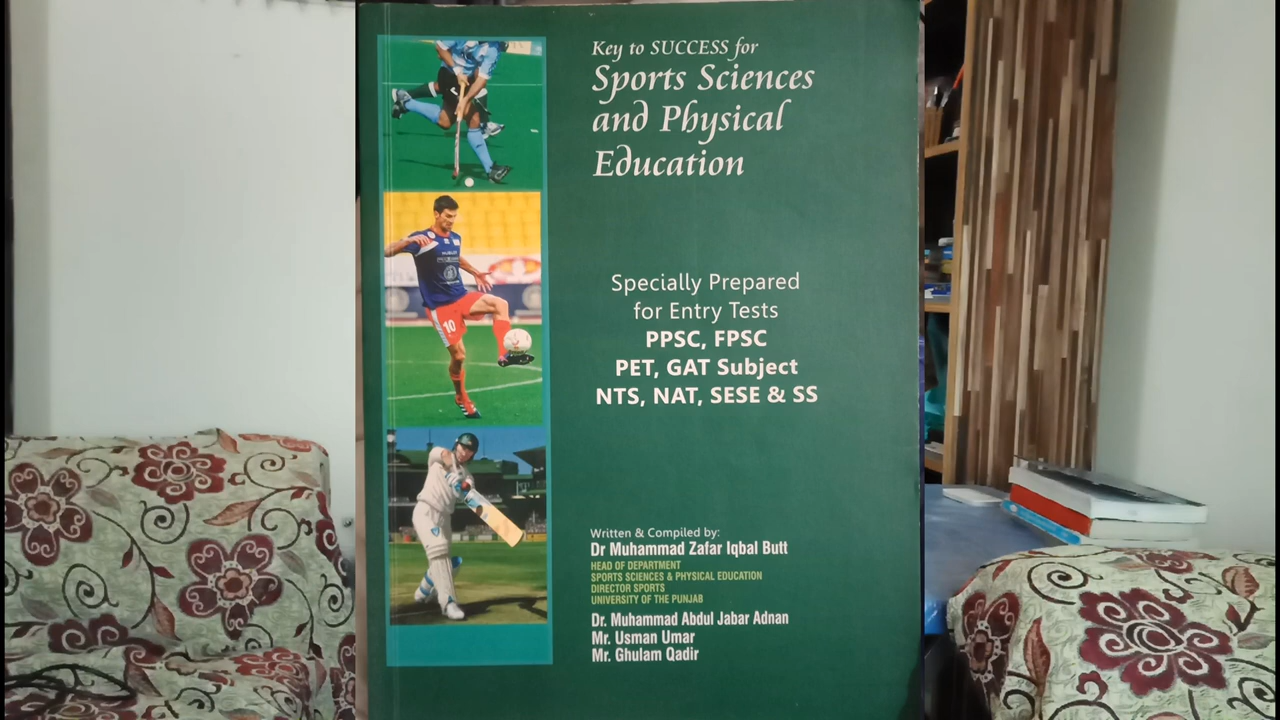 Key to SUCCESS for
Sports Sciences
and Physical
Education
Specially Prepared
for Entry Tests
PPSC, FPSC
PET, GAT Subject
NTS, NAT, SESE & SS
Written & Compiled by:
Dr Muhammad Zafar Iqbal Butt
HEAD OF DEPARTMENT
SPORTS SCIENCES & PHYSICAL EDUCATION
DIRECTOR SPORTS
UNIVERSITY OF THE PUNJAB
Dr. Muhammad Abdul Jabar Adnan
Mr. Usman Umar
Mr. Ghulam Qadir
10